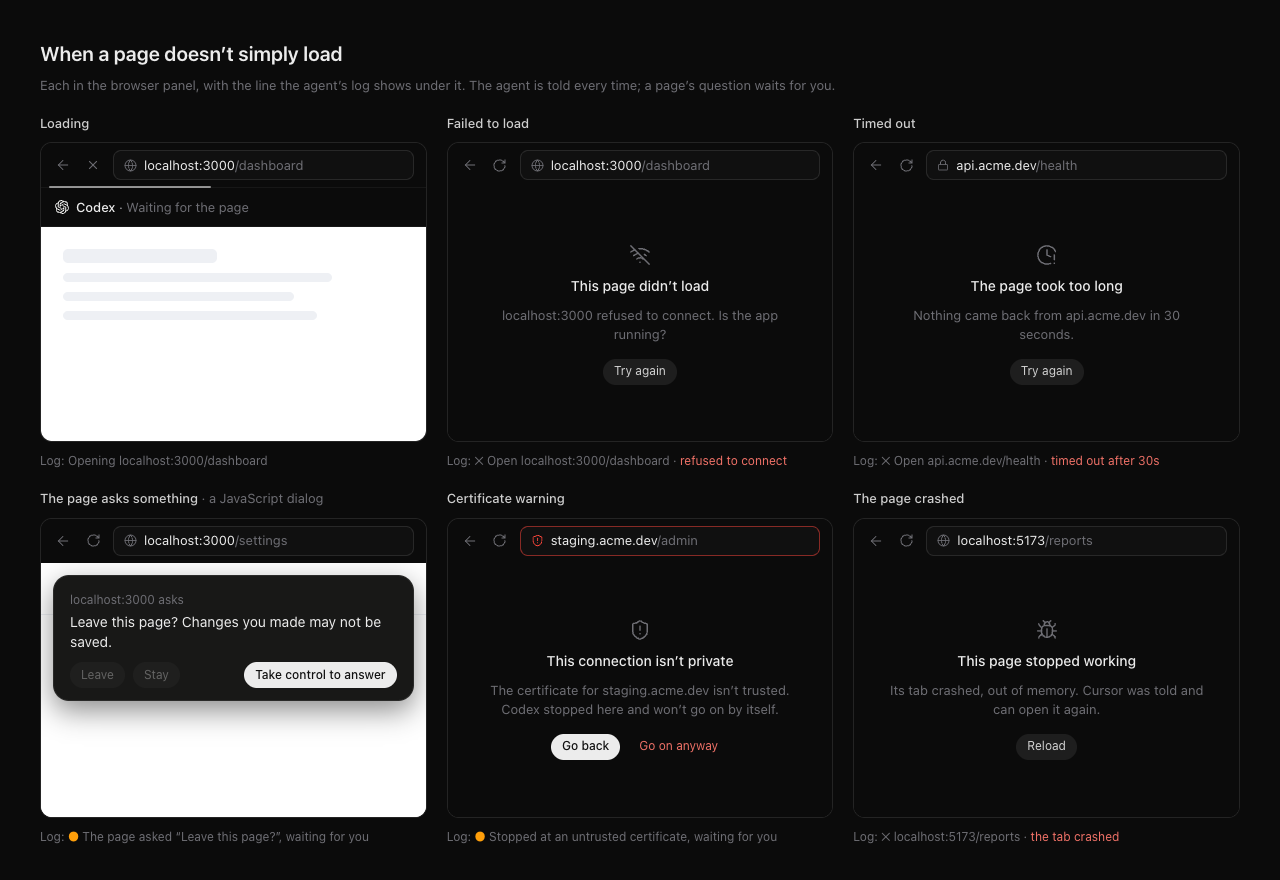 When a page doesn’t simply load
Each in the browser panel, with the line the agent’s log shows under it. The agent is told every time; a page’s question waits for you.
Loading
localhost:3000/dashboard
Codex · Waiting for the page
Log: Opening localhost:3000/dashboard
Failed to load
localhost:3000/dashboard
This page didn’t load
localhost:3000 refused to connect. Is the app
running?
Try again
Log: ✕ Open localhost:3000/dashboard · refused to connect
Timed out
api.acme.dev/health
The page took too long
Nothing came back from api.acme.dev in 30
seconds.
Try again
Log: ✕ Open api.acme.dev/health · timed out after 30s
The page asks something · a JavaScript dialog
localhost:3000/settings
localhost:3000 asks
Leave this page? Changes you made may not be
saved.
Leave
Stay
Take control to answer
Log: The page asked “Leave this page?”, waiting for you
Certificate warning
staging.acme.dev/admin
This connection isn’t private
The certificate for staging.acme.dev isn’t trusted.
Codex stopped here and won’t go on by itself.
Go back
Go on anyway
Log: Stopped at an untrusted certificate, waiting for you
The page crashed
localhost:5173/reports
This page stopped working
Its tab crashed, out of memory. Cursor was told and
can open it again.
Reload
Log: ✕ localhost:5173/reports · the tab crashed